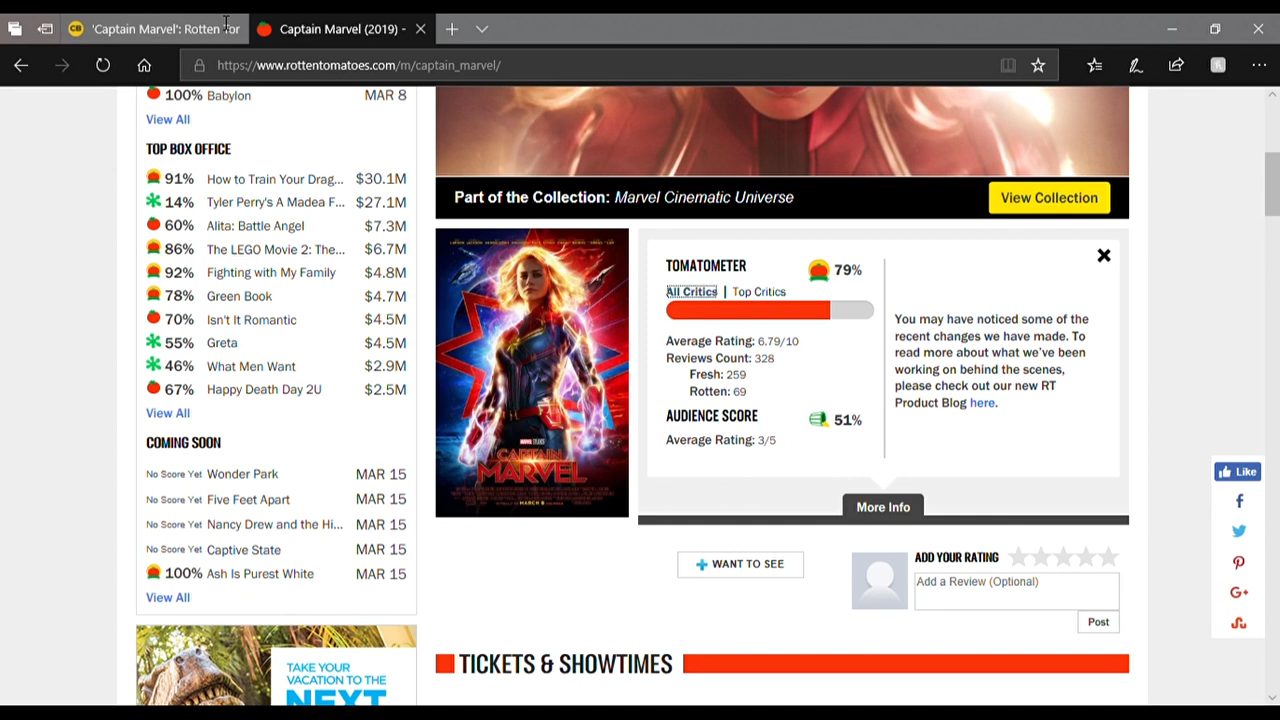 CB 'Captain Marvel': Rotten Tor
Captain Marvel (2019) -
https://www.rottentomatoes.com/m/captain_marvel/
100% Babylon MAR 8
View All
TOP BOX OFFICE
91% How to Train Your Drag... $30.1M
14% Tyler Perry's A Madea F... $27.1M
60% Alita: Battle Angel $7.3M
86% The LEGO Movie 2: The... $6.7M
92% Fighting with My Family $4.8M
78% Green Book $4.7M
70% Isn't It Romantic $4.5M
55% Greta $4.5M
46% What Men Want $2.9M
67% Happy Death Day 2U $2.5M
View All
COMING SOON
No Score Yet Wonder Park MAR 15
No Score Yet Five Feet Apart MAR 15
No Score Yet Nancy Drew and the Hi... MAR 15
No Score Yet Captive State MAR 15
100% Ash Is Purest White MAR 15
View All
TAKE YOUR
VACATION TO THE
NEXT
Part of the Collection: Marvel Cinematic Universe
View Collection
MARVEL STUDIOS
CAPTAIN
MARVEL
MARCH 8
TOMATOMETER 79%
All Critics | Top Critics
Average Rating: 6.79/10
Reviews Count: 328
Fresh: 259
Rotten: 69
AUDIENCE SCORE 51%
Average Rating: 3/5
You may have noticed some of the
recent changes we have made. To
read more about what we've been
working on behind the scenes,
please check out our new RT
Product Blog here.
More Info
+ WANT TO SEE
ADD YOUR RATING
Add a Review (Optional)
Post
Like
TICKETS & SHOWTIMES